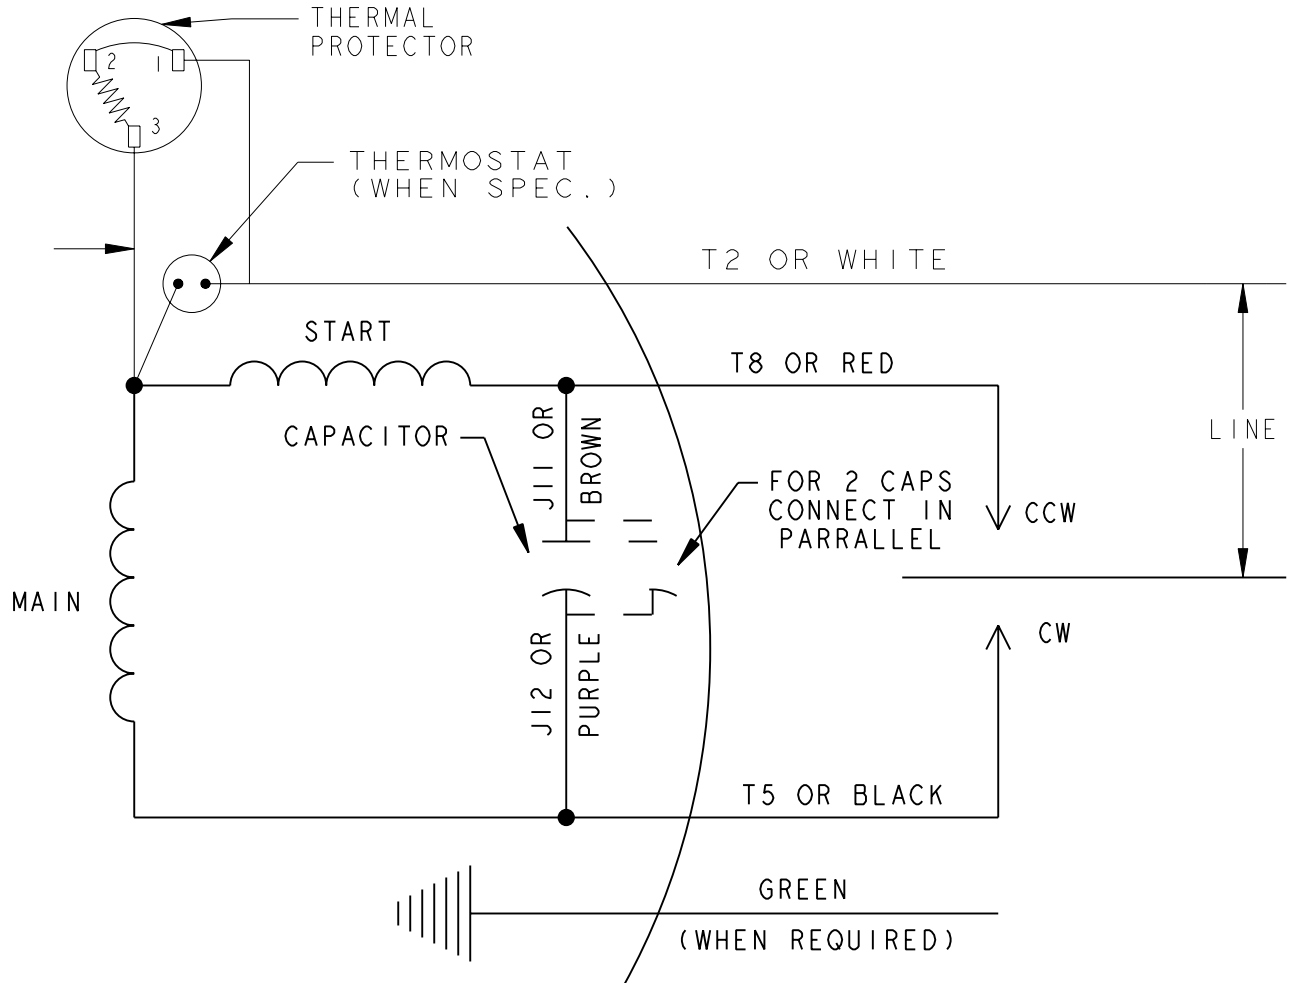 THERMAL
PROTECTOR
2
1
3
THERMOSTAT
(WHEN SPEC.)
T2 OR WHITE
START
T8 OR RED
LINE
CAPACITOR
J11 OR
BROWN
FOR 2 CAPS
CONNECT IN
PARRALLEL
CCW
MAIN
CW
J12 OR
PURPLE
T5 OR BLACK
GREEN
(WHEN REQUIRED)